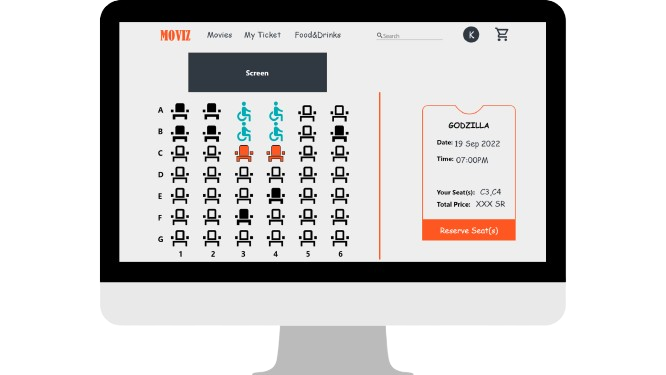 MOVIZ Movies My Ticket Food&Drinks Search K
Screen
A
B
C
D
E
F
G
1 2 3 4 5 6
GODZILLA
Date: 19 Sep 2022
Time: 07:00PM
Your Seat(s): C3,C4
Total Price: XXX SR
Reserve Seat(s)